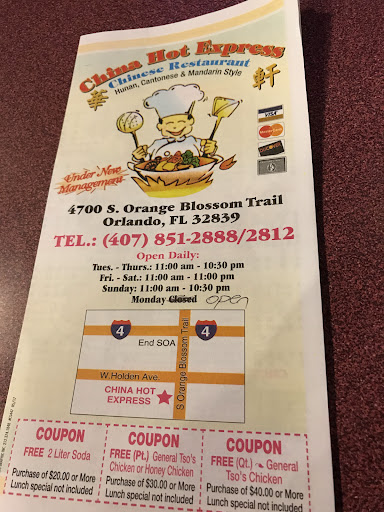 China Hot Express
Chinese Restaurant
Hunan, Cantonese & Mandarin Style
華
軒
VISA
MasterCard
DISCOVER
Under New
Management
4700 S. Orange Blossom Trail
Orlando, FL 32839
TEL.: (407) 851-2888/2812
Open Daily:
Tues. - Thurs.: 11:00 am - 10:30 pm
Fri. - Sat.: 11:00 am - 11:00 pm
Sunday: 11:00 am - 10:30 pm
Monday Closed open
4
4
End SOA
S.Orange Blossom Trail
W.Holden Ave.
CHINA HOT
EXPRESS
COUPON
FREE 2 Liter Soda
Purchase of $20.00 or More
Lunch special not included
COUPON
FREE (Pt.) General Tso's
Chicken or Honey Chicken
Purchase of $30.00 or More
Lunch special not included
COUPON
FREE (Qt.) General
Tso's Chicken
Purchase of $40.00 or More
Lunch special not included